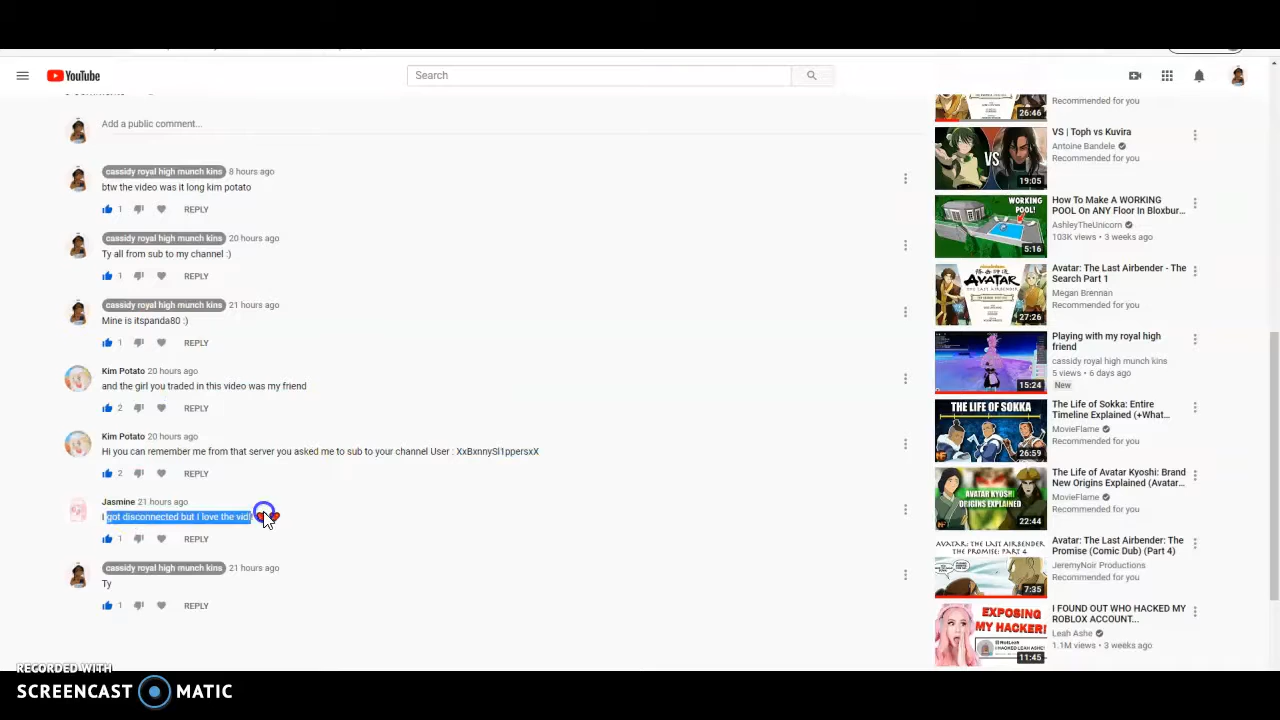 YouTube
Search
Add a public comment...
cassidy royal high munch kins 8 hours ago
btw the video was it long kim potato
1 REPLY
cassidy royal high munch kins 20 hours ago
Ty all from sub to my channel :)
1 REPLY
cassidy royal high munch kins 21 hours ago
Mine is itspanda80 :)
1 REPLY
Kim Potato 20 hours ago
and the girl you traded in this video was my friend
2 REPLY
Kim Potato 20 hours ago
Hi you can remember me from that server you asked me to sub to your channel User : XxBxnnySl1ppersxX
2 REPLY
Jasmine 21 hours ago
I got disconnected but I love the vid!
1 REPLY
cassidy royal high munch kins 21 hours ago
Ty
1 REPLY
26:46
Recommended for you
VS
19:05
VS | Toph vs Kuvira
Antoine Bandele
Recommended for you
WORKING
POOL!
5:16
How To Make A WORKING
POOL On ANY Floor In Bloxbur...
AshleyTheUnicorn
103K views • 3 weeks ago
AVATAR
27:26
Avatar: The Last Airbender - The
Search Part 1
Megan Brennan
Recommended for you
15:24
Playing with my royal high
friend
cassidy royal high munch kins
5 views • 6 days ago
New
THE LIFE OF SOKKA
26:59
The Life of Sokka: Entire
Timeline Explained (+What...
MovieFlame
Recommended for you
AVATAR KYOSHI
ORIGINS EXPLAINED
22:44
The Life of Avatar Kyoshi: Brand
New Origins Explained (Avatar...
MovieFlame
Recommended for you
AVATAR: THE LAST AIRBENDER
THE PROMISE: PART 4
7:35
Avatar: The Last Airbender: The
Promise (Comic Dub) (Part 4)
JeremyNoir Productions
Recommended for you
EXPOSING
MY HACKER!
I HACKED LEAH ASHE!
11:45
I FOUND OUT WHO HACKED MY
ROBLOX ACCOUNT...
Leah Ashe
1.1M views • 3 weeks ago
RECORDED WITH
SCREENCAST MATIC